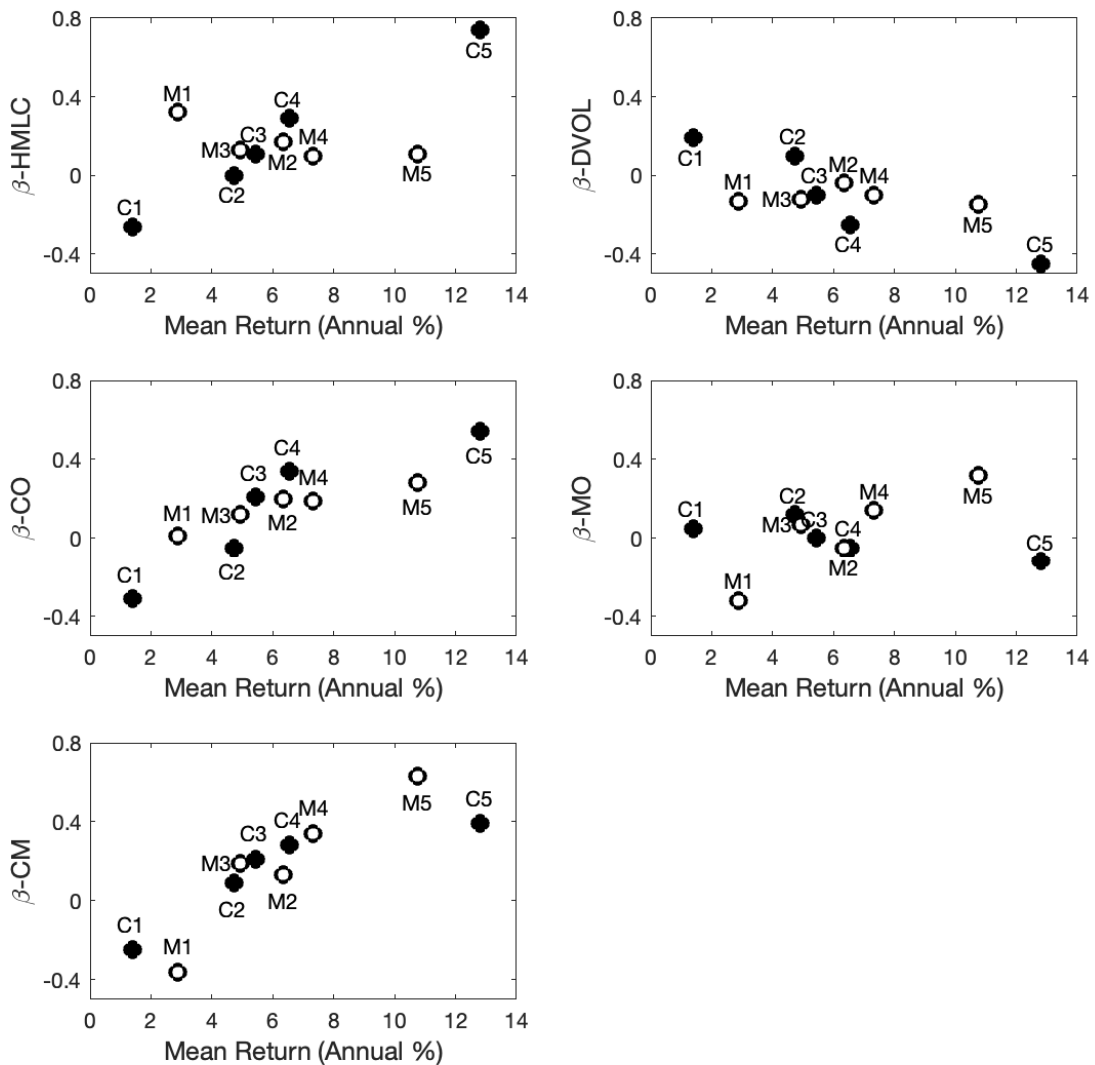 0.8
0.4
0
-0.4
β-HMLC
C1
M1
M3
C2
C3
M2
C4
M4
M5
C5
0 2 4 6 8 10 12 14
Mean Return (Annual %)
0.8
0.4
0
-0.4
β-DVOL
C1
M1
C2
M3
C3
M2
C4
M4
M5
C5
0 2 4 6 8 10 12 14
Mean Return (Annual %)
0.8
0.4
0
-0.4
β-CO
C1
M1
M3
C2
C3
M2
C4
M4
M5
C5
0 2 4 6 8 10 12 14
Mean Return (Annual %)
0.8
0.4
0
-0.4
β-MO
C1
M1
C2
M3
C3
M2
C4
M4
M5
C5
0 2 4 6 8 10 12 14
Mean Return (Annual %)
0.8
0.4
0
-0.4
β-CM
C1
M1
M3
C2
C3
M2
C4
M4
M5
C5
0 2 4 6 8 10 12 14
Mean Return (Annual %)